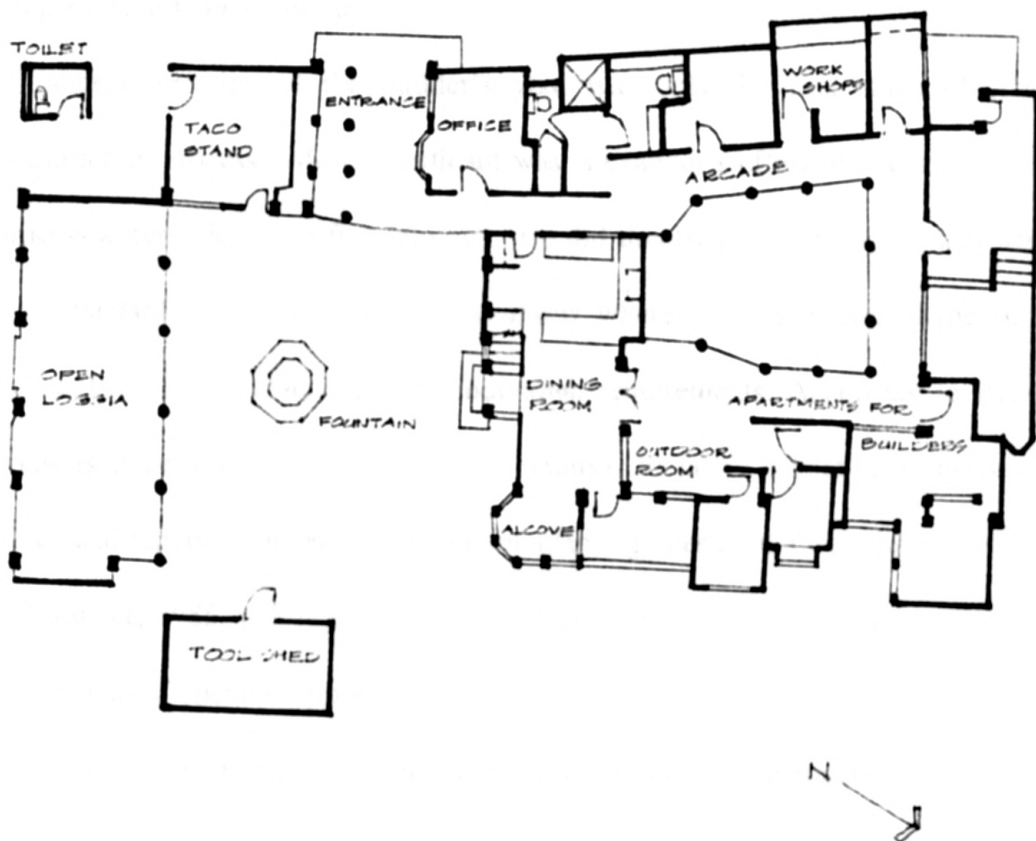 TOILET
TACO
STAND
ENTRANCE
OFFICE
WORK
SHOPS
ARCADE
OPEN
LOGGIA
FOUNTAIN
DINING
ROOM
APARTMENTS FOR
BUILDERS
OUTDOOR
ROOM
ALCOVE
TOOL SHED
N